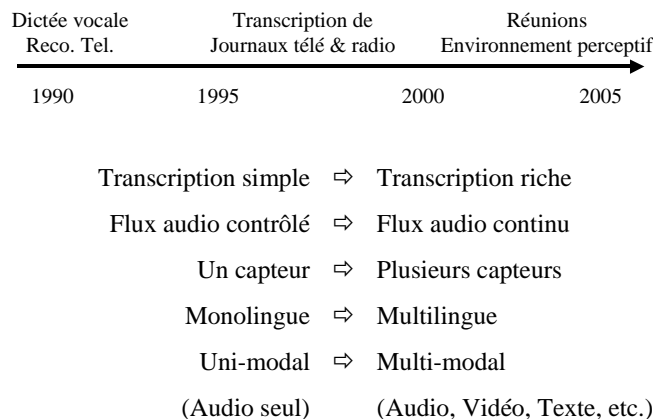 Dictée vocale Transcription de Réunions
Reco. Tel. Journaux télé & radio Environnement perceptif
1990 1995 2000 2005
Transcription simple ⇨ Transcription riche
Flux audio contrôlé ⇨ Flux audio continu
Un capteur ⇨ Plusieurs capteurs
Monolingue ⇨ Multilingue
Uni-modal ⇨ Multi-modal
(Audio seul) (Audio, Vidéo, Texte, etc.)